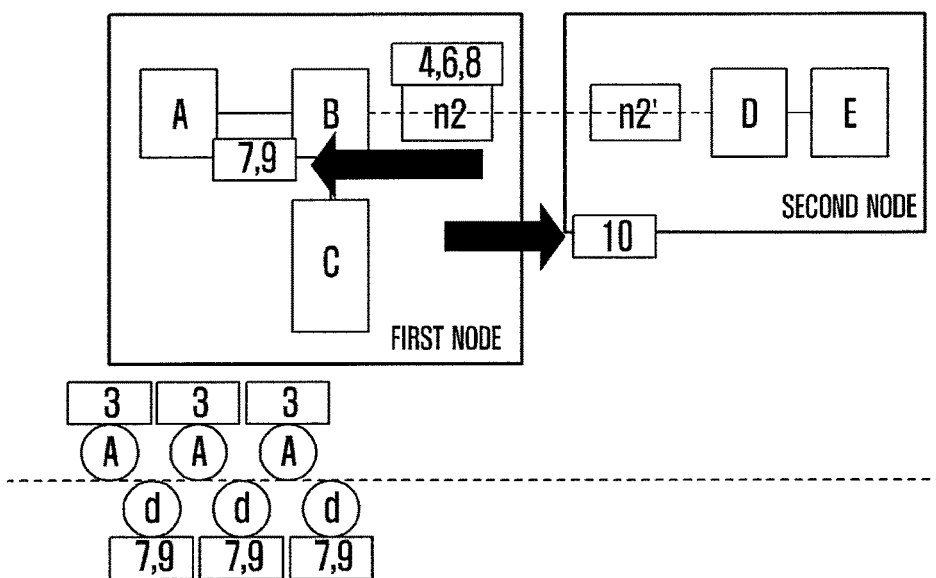 4,6,8
A
B
n2
n2'
D
E
7,9
SECOND NODE
10
C
FIRST NODE
3 3 3
A A A
d d d
7,9 7,9 7,9